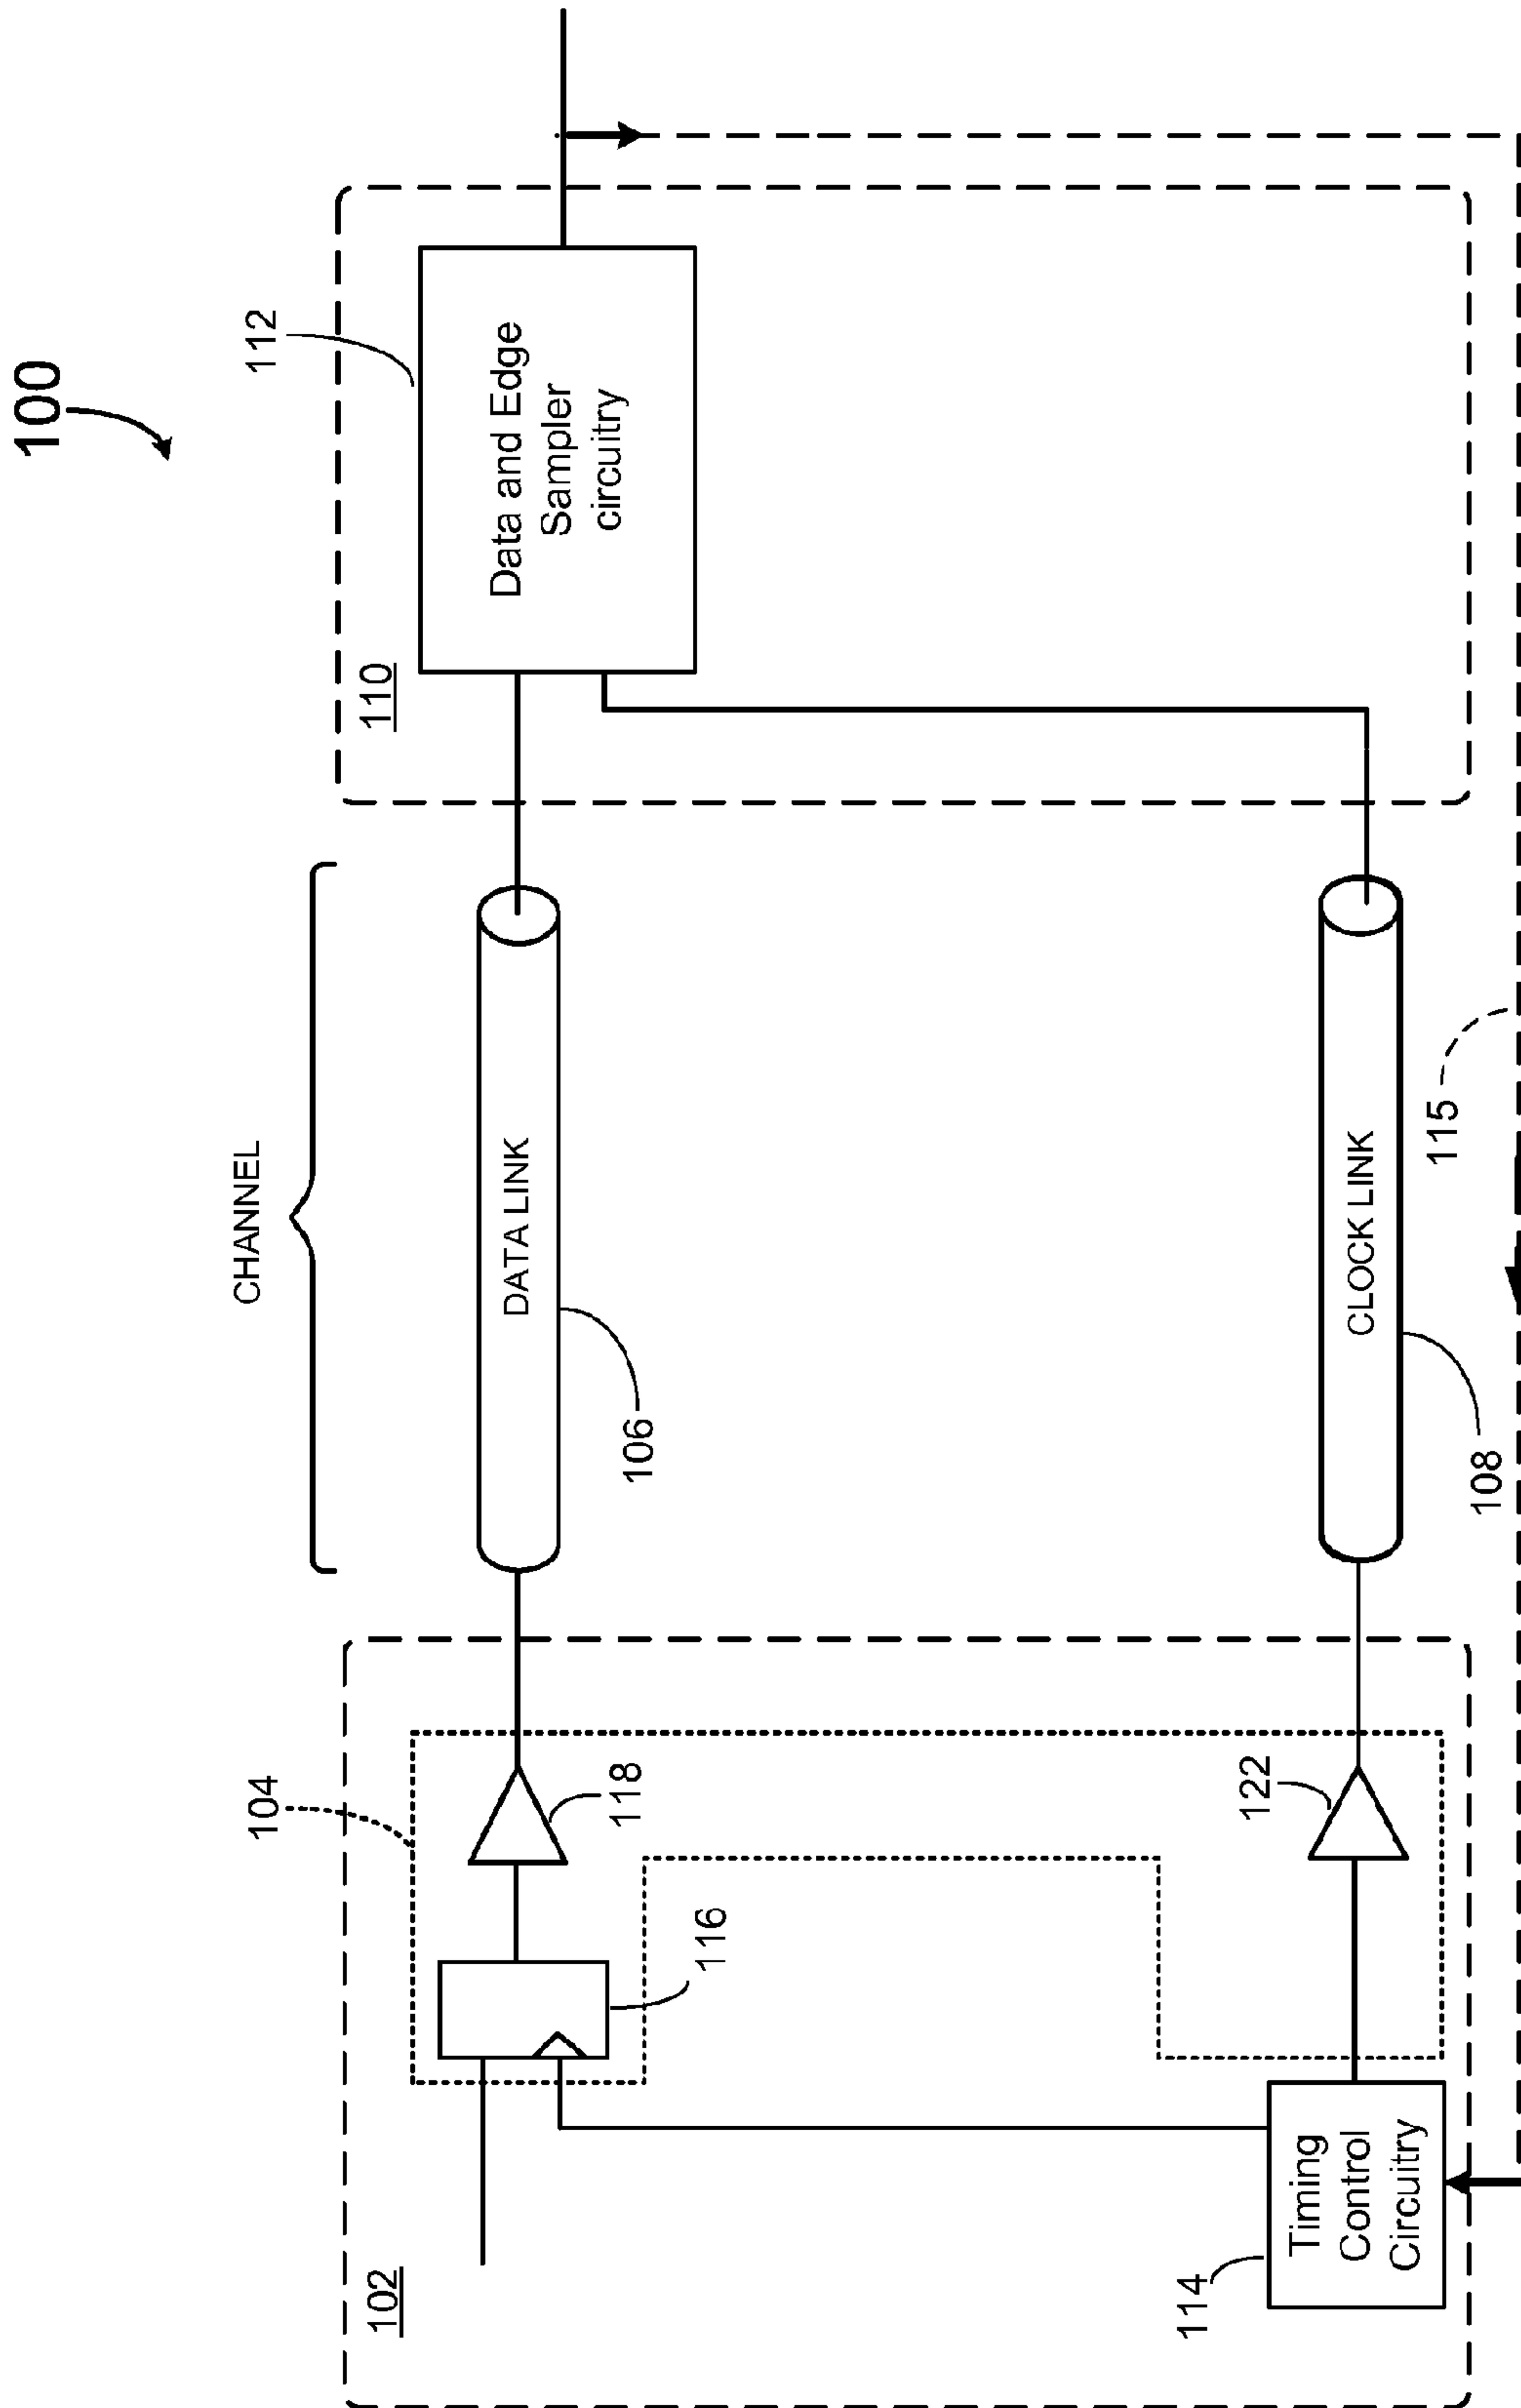 100
CHANNEL
104
112
102
110
DATA LINK
Data and Edge
Sampler
circuitry
118
116
106
122
114
Timing
Control
Circuitry
CLOCK LINK
108
115